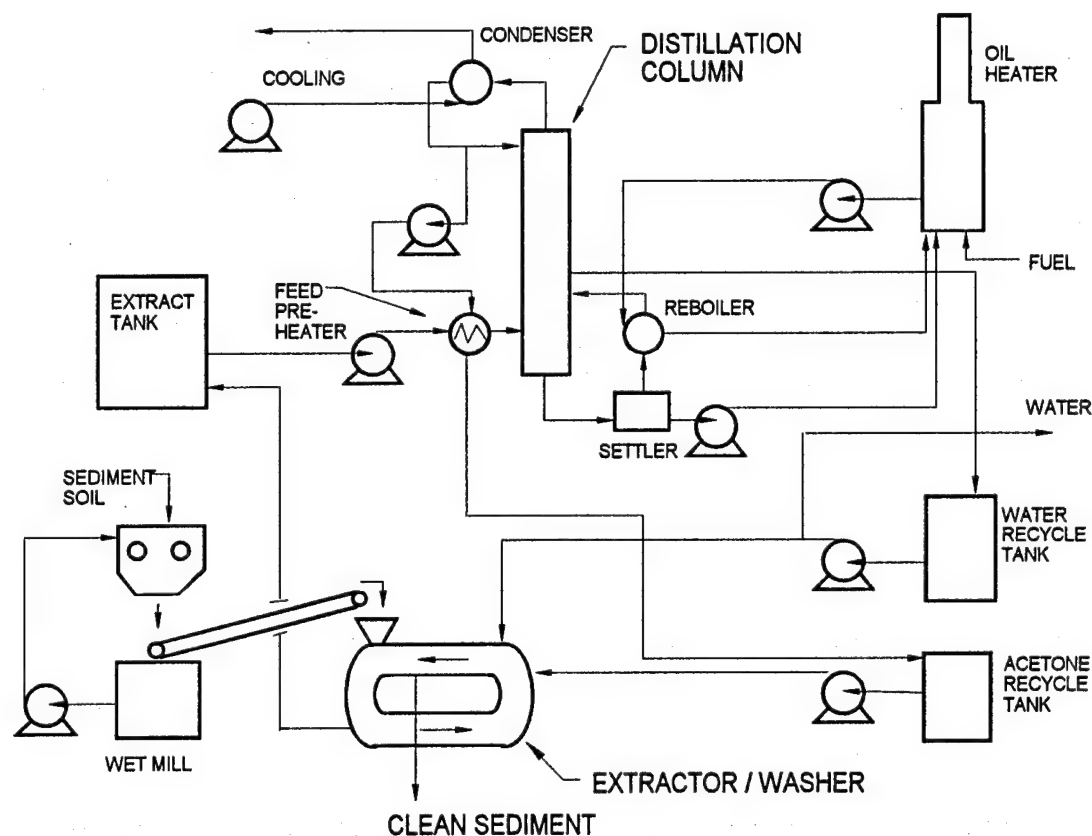 CONDENSER
DISTILLATION
COLUMN
OIL
HEATER
COOLING
FUEL
EXTRACT
TANK
FEED
PRE-
HEATER
REBOILER
WATER
SETTLER
SEDIMENT
SOIL
WATER
RECYCLE
TANK
ACETONE
RECYCLE
TANK
WET MILL
EXTRACTOR / WASHER
CLEAN SEDIMENT